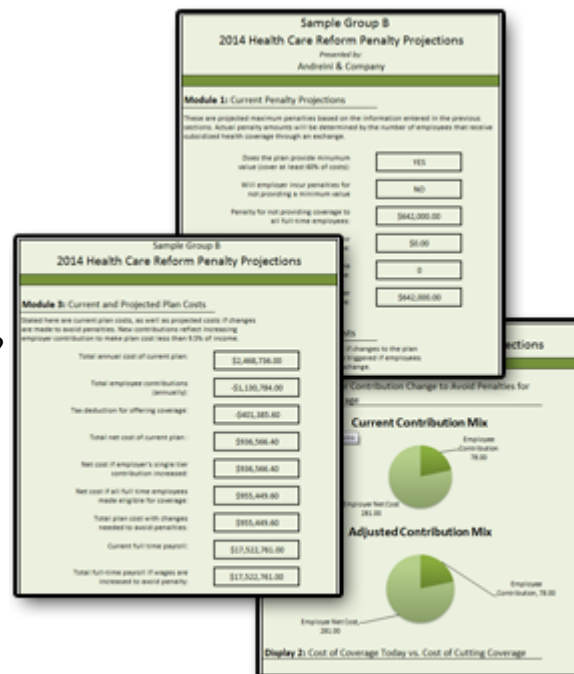 Sample Group B
2014 Health Care Reform Penalty Projections
Presented by:
Andreini & Company
Module 1: Current Penalty Projections
These are projected maximum penalties based on the information entered in the previous
sections. Actual penalty amounts will be determined by the number of employees that receive
subsidized health coverage through an exchange.
Does the plan provide minumum
value (cover at least 60% of costs):
YES
Will employer incur penalties for
not providing a minimum value
NO
Penalty for not providing coverage to
all full-time employees:
$642,000.00
$0.00
0
$642,000.00
if changes to the plan
triggered if employees
Sample Group B
2014 Health Care Reform Penalty Projections
Module 3: Current and Projected Plan Costs
Stated here are current plan costs, as well as projected costs if changes
are made to avoid penalties. New contributions reflect increasing
employer contribution to make plan cost less than 9.5% of income.
Total annual cost of current plan:
$2,468,736.00
Total employee contributions
(annually):
-$1,130,784.00
Tax deduction for offering coverage:
-$401,385.60
Total net cost of current plan :
$936,566.40
Net cost if employer's single tier
contribution increased:
$936,566.40
Net cost if all full time employees
made eligible for coverage:
$955,449.60
Total plan cost with changes
needed to avoid penalties:
$955,449.60
Current full time payroll:
$17,522,761.00
Total full-time payroll if wages are
increased to avoid penalty:
$17,522,761.00
Contribution Change to Avoid Penalties for
Current Contribution Mix
Employee
Contribution
78.00
Employer Net Cost
281.00
Adjusted Contribution Mix
Employee
Contribution, 78.00
Employer Net Cost,
281.00
Display 2: Cost of Coverage Today vs. Cost of Cutting Coverage